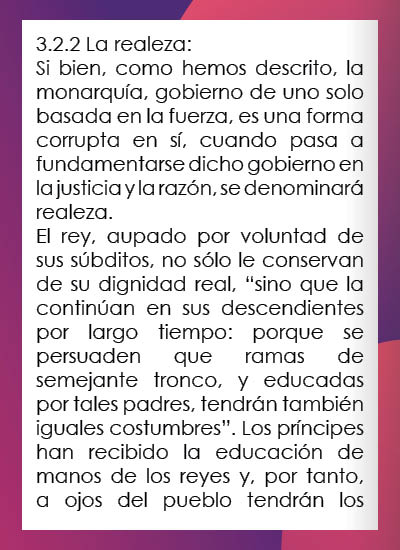 3.2.2 La realeza:
Si bien, como hemos descrito, la
monarquía, gobierno de uno solo
basada en la fuerza, es una forma
corrupta en sí, cuando pasa a
fundamentarse dicho gobierno en
la justicia y la razón, se denominará
realeza.
El rey, aupado por voluntad de
sus súbditos, no sólo le conservan
de su dignidad real, “sino que la
continúan en sus descendientes
por largo tiempo: porque se
persuaden que ramas de
semejante tronco, y educadas
por tales padres, tendrán también
iguales costumbres”. Los príncipes
han recibido la educación de
manos de los reyes y, por tanto,
a ojos del pueblo tendrán los